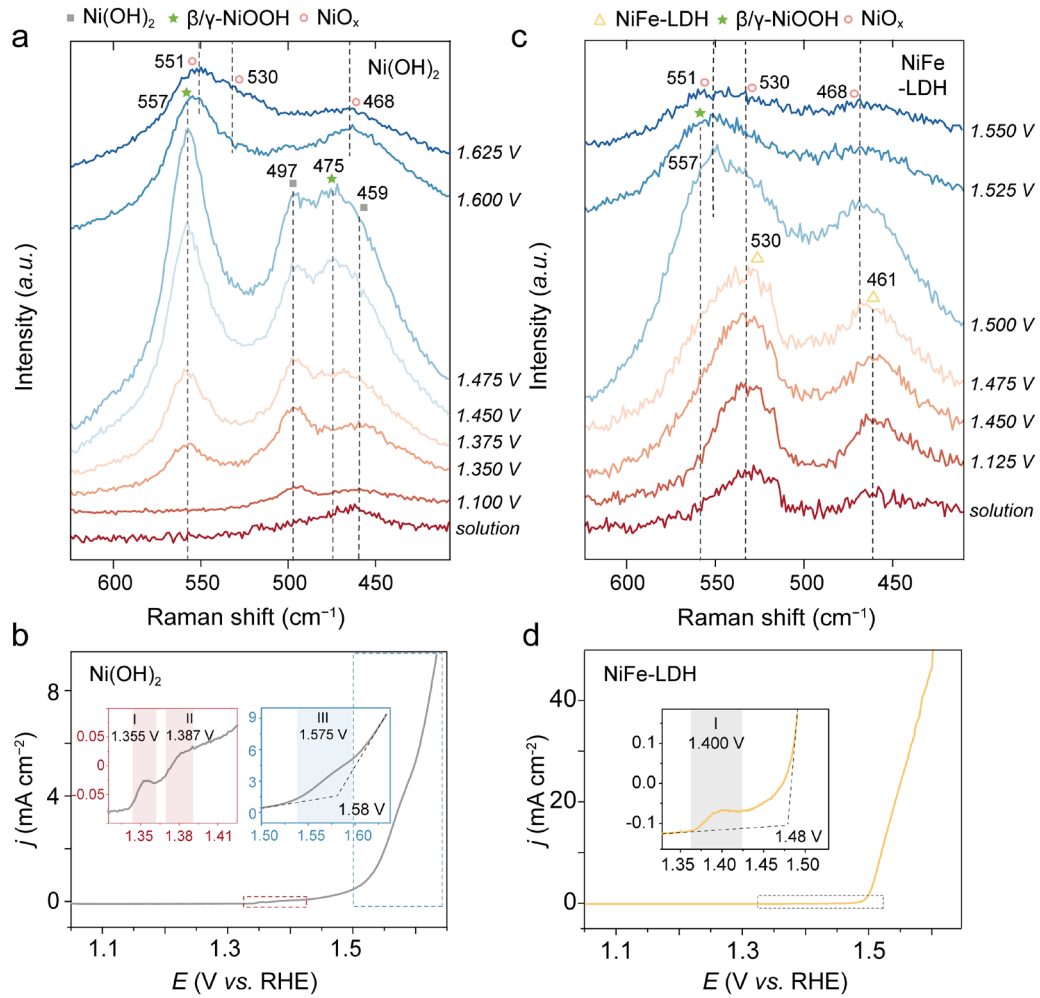 Ni(OH)₂ β/γ-NiOOH NiOₓ
NiFe-LDH β/γ-NiOOH NiOₓ
a
Ni(OH)₂
551
530
557
468
497
475
459
1.625 V
1.600 V
1.475 V
1.450 V
1.375 V
1.350 V
1.100 V
solution
Intensity (a.u.)
600 550 500 450
Raman shift (cm⁻¹)
c
NiFe
-LDH
551
530
468
557
530
461
1.550 V
1.525 V
1.500 V
1.475 V
1.450 V
1.125 V
solution
Intensity (a.u.)
600 550 500 450
Raman shift (cm⁻¹)
b
Ni(OH)₂
8
4
0
j (mA cm⁻²)
I II
1.355 V 1.387 V
0.05
0
0.05
1.35 1.38 1.41
III
1.575 V
1.58 V
9
6
3
0
1.50 1.55 1.60
1.1 1.3 1.5
E (V vs. RHE)
d
NiFe-LDH
40
20
0
j (mA cm⁻²)
I
1.400 V
1.48 V
0.1
0.0
-0.1
1.35 1.40 1.45 1.50
1.1 1.3 1.5
E (V vs. RHE)